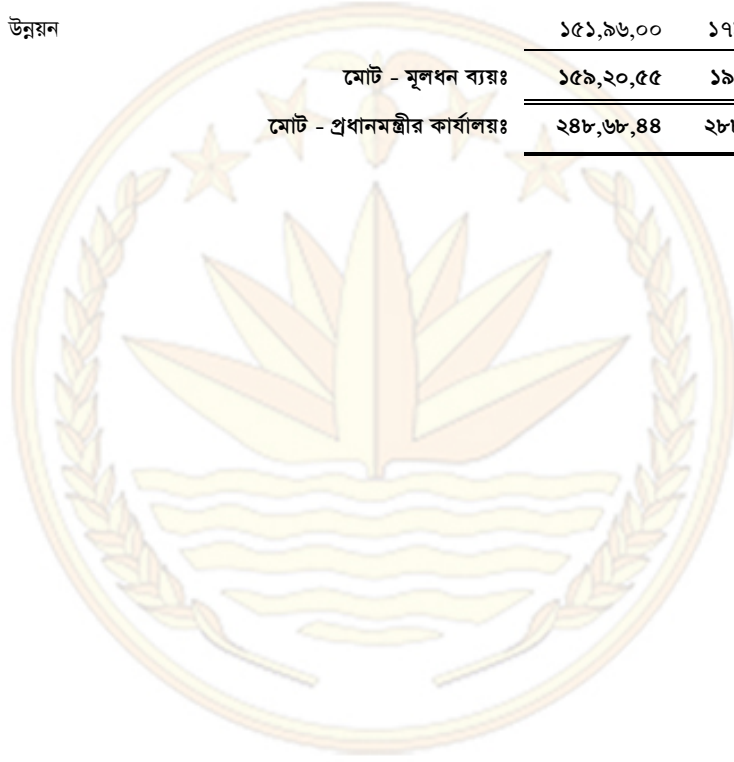 উন্নয়ন ১৫১,৯৬,০০
মোট - মূলধন ব্যয়ঃ ১৫৯,২০,৫৫
মোট - প্রধানমন্ত্রীর কার্যালয়ঃ ২৪৮,৬৮,৪৪